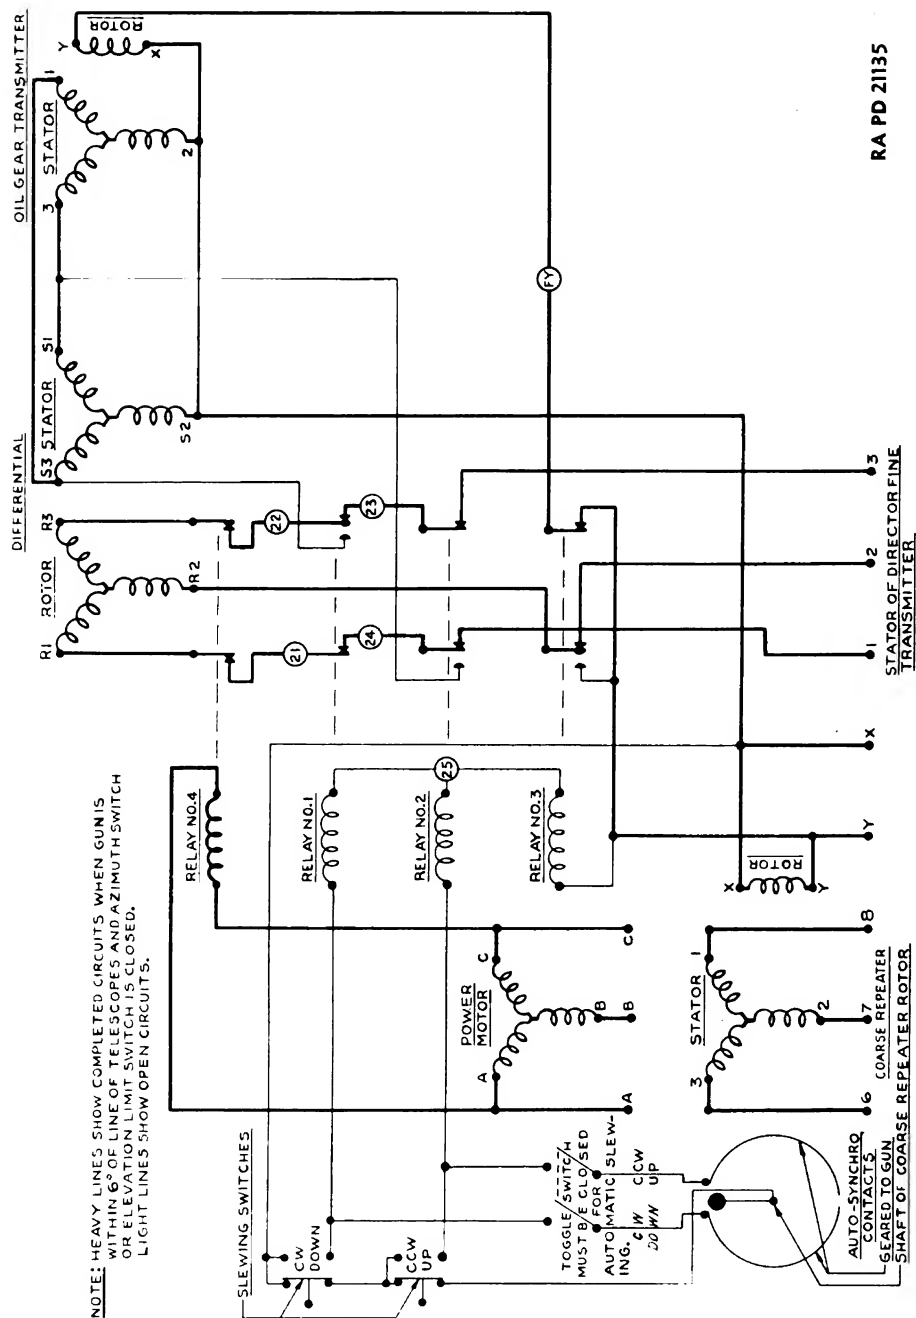 NOTE: HEAVY LINES SHOW COMPLETED CIRCUITS WHEN GUN IS
WITHIN 6° OF LINE OF TELESCOPES AND AZIMUTH SWITCH
OR ELEVATION LIMIT SWITCH IS CLOSED.
LIGHT LINES SHOW OPEN CIRCUITS.
DIFFERENTIAL
OIL GEAR TRANSMITTER
R1
ROTOR
R3
R2
S3
STATOR
S1
S2
3
STATOR
1
2
Y
ROTOR
X
RELAY NO.4
RELAY NO.1
RELAY NO.2
RELAY NO.3
21
22
23
24
25
FY
SLEWING SWITCHES
CW
DOWN
CCW
UP
POWER
MOTOR
A
C
B
A
B
C
TOGGLE SWITCH
MUST BE CLOSED
FOR
AUTOMATIC SLEW-
ING.
CW
DOWN
CCW
UP
STATOR
3
1
2
X
ROTOR
Y
6
7
8
COARSE REPEATER
Y
X
1
2
3
STATOR OF DIRECTOR FINE
TRANSMITTER
AUTO-SYNCHRO
CONTACTS
GEARED TO GUN
SHAFT OF COARSE REPEATER ROTOR
RA PD 21135